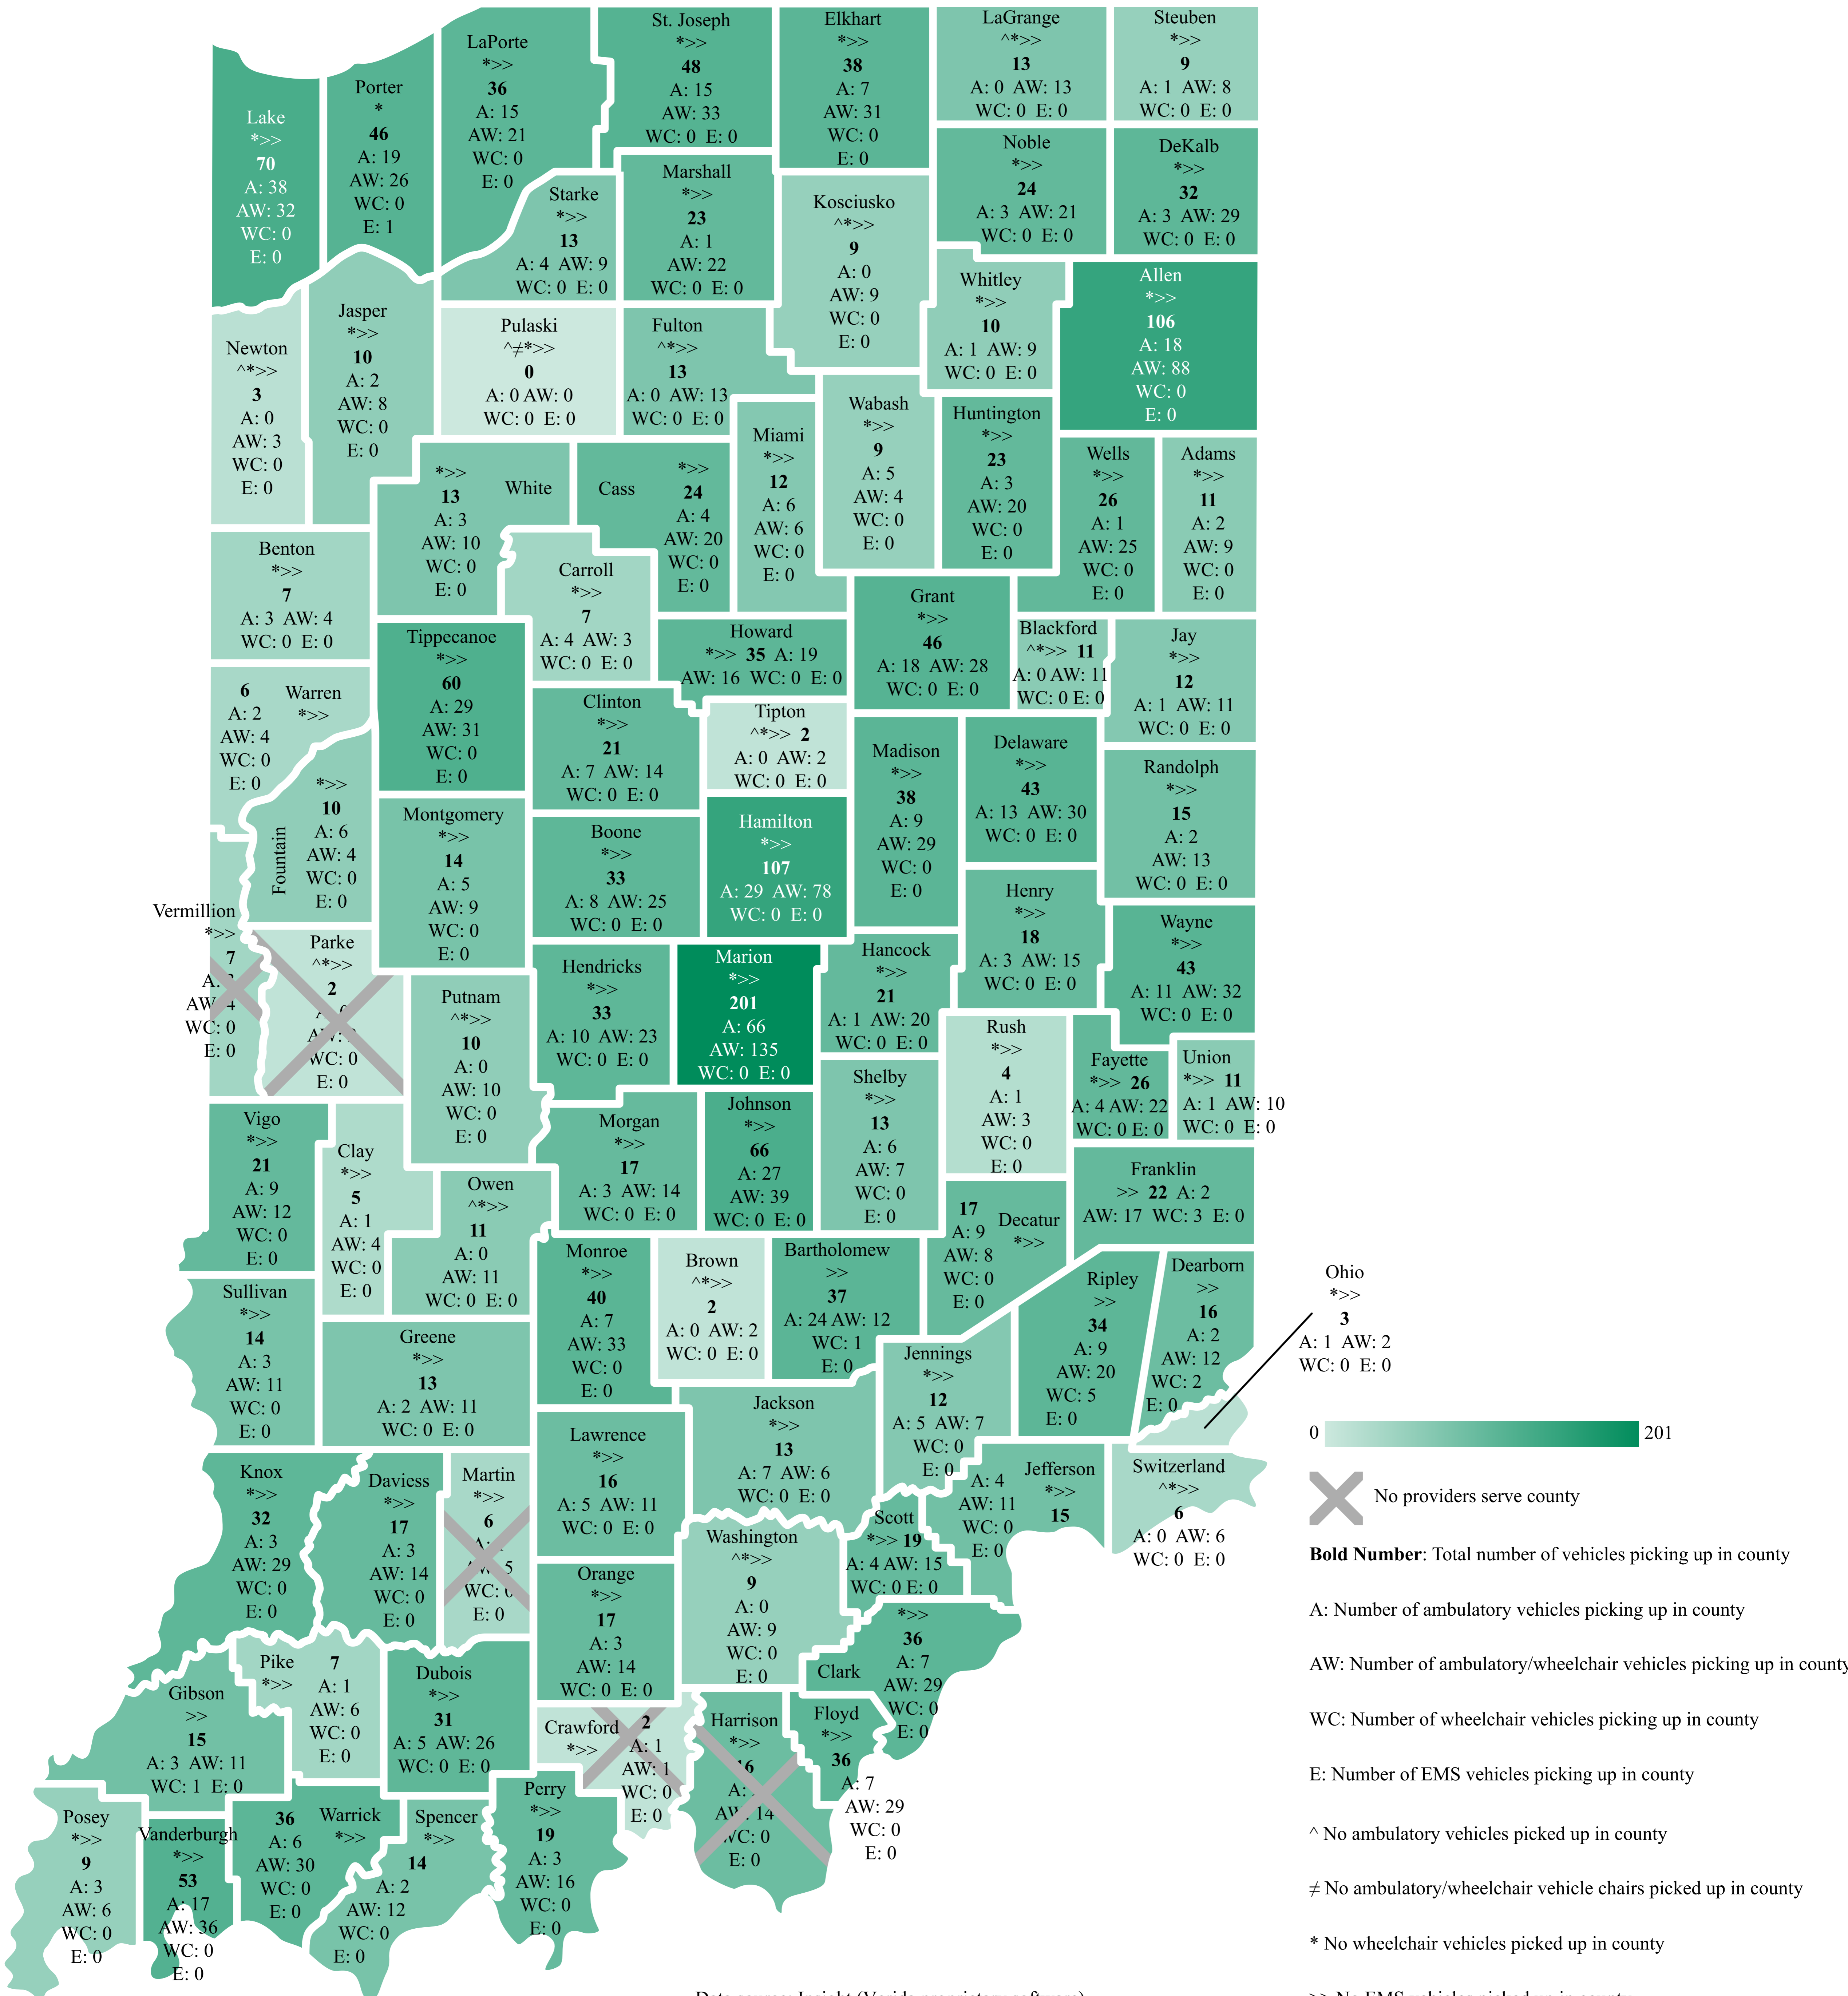 LaPorte
*>>
36
A: 15
AW: 21
WC: 0
E: 0
St. Joseph
*>>
48
A: 15
AW: 33
WC: 0 E: 0
Elkhart
*>>
38
A: 7
AW: 31
WC: 0
E: 0
LaGrange
^*>>
13
A: 0 AW: 13
WC: 0 E: 0
Steuben
*>>
9
A: 1 AW: 8
WC: 0 E: 0
Lake
*>>
70
A: 38
AW: 32
WC: 0
E: 0
Porter
*
46
A: 19
AW: 26
WC: 0
E: 1
Starke
*>>
13
A: 4 AW: 9
WC: 0 E: 0
Marshall
*>>
23
A: 1
AW: 22
WC: 0 E: 0
Kosciusko
^*>>
9
A: 0
AW: 9
WC: 0
E: 0
Noble
*>>
24
A: 3 AW: 21
WC: 0 E: 0
DeKalb
*>>
32
A: 3 AW: 29
WC: 0 E: 0
Whitley
*>>
10
A: 1 AW: 9
WC: 0 E: 0
Allen
*>>
106
A: 18
AW: 88
WC: 0
E: 0
Newton
^*>>
3
A: 0
AW: 3
WC: 0
E: 0
Jasper
*>>
10
A: 2
AW: 8
WC: 0
E: 0
Pulaski
^≠*>>
0
A: 0 AW: 0
WC: 0 E: 0
Fulton
^*>>
13
A: 0 AW: 13
WC: 0 E: 0
Miami
*>>
12
A: 6
AW: 6
WC: 0
E: 0
Wabash
*>>
9
A: 5
AW: 4
WC: 0
E: 0
Huntington
*>>
23
A: 3
AW: 20
WC: 0
E: 0
Wells
*>>
26
A: 1
AW: 25
WC: 0
E: 0
Adams
*>>
11
A: 2
AW: 9
WC: 0
E: 0
White
*>>
13
A: 3
AW: 10
WC: 0
E: 0
Cass
*>>
24
A: 4
AW: 20
WC: 0
E: 0
Benton
*>>
7
A: 3 AW: 4
WC: 0 E: 0
Carroll
*>>
7
A: 4 AW: 3
WC: 0 E: 0
Grant
*>>
46
A: 18 AW: 28
WC: 0 E: 0
Tippecanoe
*>>
60
A: 29
AW: 31
WC: 0
E: 0
Howard
*>> 35 A: 19
AW: 16 WC: 0 E: 0
Blackford
^*>> 11
A: 0 AW: 11
WC: 0 E: 0
Jay
*>>
12
A: 1 AW: 11
WC: 0 E: 0
Warren
*>>
6
A: 2
AW: 4
WC: 0
E: 0
Clinton
*>>
21
A: 7 AW: 14
WC: 0 E: 0
Tipton
^*>> 2
A: 0 AW: 2
WC: 0 E: 0
Madison
*>>
38
A: 9
AW: 29
WC: 0
E: 0
Delaware
*>>
43
A: 13 AW: 30
WC: 0 E: 0
Randolph
*>>
15
A: 2
AW: 13
WC: 0 E: 0
Fountain
*>>
10
A: 6
AW: 4
WC: 0
E: 0
Montgomery
*>>
14
A: 5
AW: 9
WC: 0
E: 0
Boone
*>>
33
A: 8 AW: 25
WC: 0 E: 0
Hamilton
*>>
107
A: 29 AW: 78
WC: 0 E: 0
Henry
*>>
18
A: 3 AW: 15
WC: 0 E: 0
Wayne
*>>
43
A: 11 AW: 32
WC: 0 E: 0
Vermillion
*>>
7
A:
AW: 4
WC: 0
E: 0
Parke
^*>>
2
WC: 0
E: 0
Putnam
^*>>
10
A: 0
AW: 10
WC: 0
E: 0
Hendricks
*>>
33
A: 10 AW: 23
WC: 0 E: 0
Marion
*>>
201
A: 66
AW: 135
WC: 0 E: 0
Hancock
*>>
21
A: 1 AW: 20
WC: 0 E: 0
Rush
*>>
4
A: 1
AW: 3
WC: 0
E: 0
Fayette
*>> 26
A: 4 AW: 22
WC: 0 E: 0
Union
*>> 11
A: 1 AW: 10
WC: 0 E: 0
Vigo
*>>
21
A: 9
AW: 12
WC: 0
E: 0
Clay
*>>
5
A: 1
AW: 4
WC: 0
E: 0
Owen
^*>>
11
A: 0
AW: 11
WC: 0 E: 0
Morgan
*>>
17
A: 3 AW: 14
WC: 0 E: 0
Johnson
*>>
66
A: 27
AW: 39
WC: 0 E: 0
Shelby
*>>
13
A: 6
AW: 7
WC: 0
E: 0
Decatur
*>>
17
A: 9
AW: 8
WC: 0
E: 0
Franklin
>> 22 A: 2
AW: 17 WC: 3 E: 0
Sullivan
*>>
14
A: 3
AW: 11
WC: 0
E: 0
Greene
*>>
13
A: 2 AW: 11
WC: 0 E: 0
Monroe
*>>
40
A: 7
AW: 33
WC: 0
E: 0
Brown
^*>>
2
A: 0 AW: 2
WC: 0 E: 0
Bartholomew
>>
37
A: 24 AW: 12
WC: 1
E: 0
Jennings
*>>
12
A: 5 AW: 7
WC: 0
E: 0
Ripley
>>
34
A: 9
AW: 20
WC: 5
E: 0
Dearborn
>>
16
A: 2
AW: 12
WC: 2
E: 0
Ohio
*>>
3
A: 1 AW: 2
WC: 0 E: 0
Knox
*>>
32
A: 3
AW: 29
WC: 0
E: 0
Daviess
*>>
17
A: 3
AW: 14
WC: 0
E: 0
Martin
*>>
6
5
WC: 0
E: 0
Lawrence
*>>
16
A: 5 AW: 11
WC: 0 E: 0
Jackson
*>>
13
A: 7 AW: 6
WC: 0 E: 0
Jefferson
*>>
15
A: 4
AW: 11
WC: 0
E: 0
Switzerland
^*>>
6
A: 0 AW: 6
WC: 0 E: 0
Scott
*>> 19
A: 4 AW: 15
WC: 0 E: 0
Orange
*>>
17
A: 3
AW: 14
WC: 0 E: 0
Washington
^*>>
9
A: 0
AW: 9
WC: 0
E: 0
Clark
*>>
36
A: 7
AW: 29
WC: 0
E: 0
Gibson
>>
15
A: 3 AW: 11
WC: 1 E: 0
Pike
*>>
7
A: 1
AW: 6
WC: 0
E: 0
Dubois
*>>
31
A: 5 AW: 26
WC: 0 E: 0
Crawford
*>>
2
A: 1
AW: 1
WC: 0
E: 0
Harrison
*>>
16
A:
AW: 14
WC: 0
E: 0
Floyd
*>>
36
A: 7
AW: 29
WC: 0
E: 0
Posey
*>>
9
A: 3
AW: 6
WC: 0
E: 0
Vanderburgh
*>>
53
A: 17
AW: 36
WC: 0
E: 0
Warrick
*>>
36
A: 6
AW: 30
WC: 0
E: 0
Spencer
*>>
14
A: 2
AW: 12
WC: 0
E: 0
Perry
*>>
19
A: 3
AW: 16
WC: 0
E: 0
0 201
No providers serve county
Bold Number: Total number of vehicles picking up in county
A: Number of ambulatory vehicles picking up in county
AW: Number of ambulatory/wheelchair vehicles picking up in county
WC: Number of wheelchair vehicles picking up in county
E: Number of EMS vehicles picking up in county
^ No ambulatory vehicles picked up in county
≠ No ambulatory/wheelchair vehicle chairs picked up in county
* No wheelchair vehicles picked up in county
>> No EMS vehicles picked up in county
Data source: Insight (Verida proprietary software)